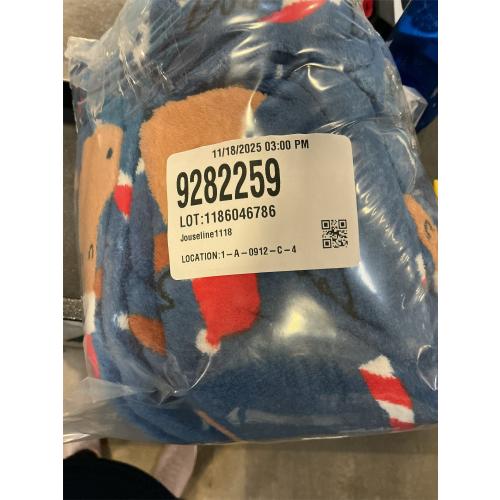 11/18/2025 03:00 PM
9282259
LOT:1186046786
Jouseline1118
LOCATION:1-A-0912-C-4